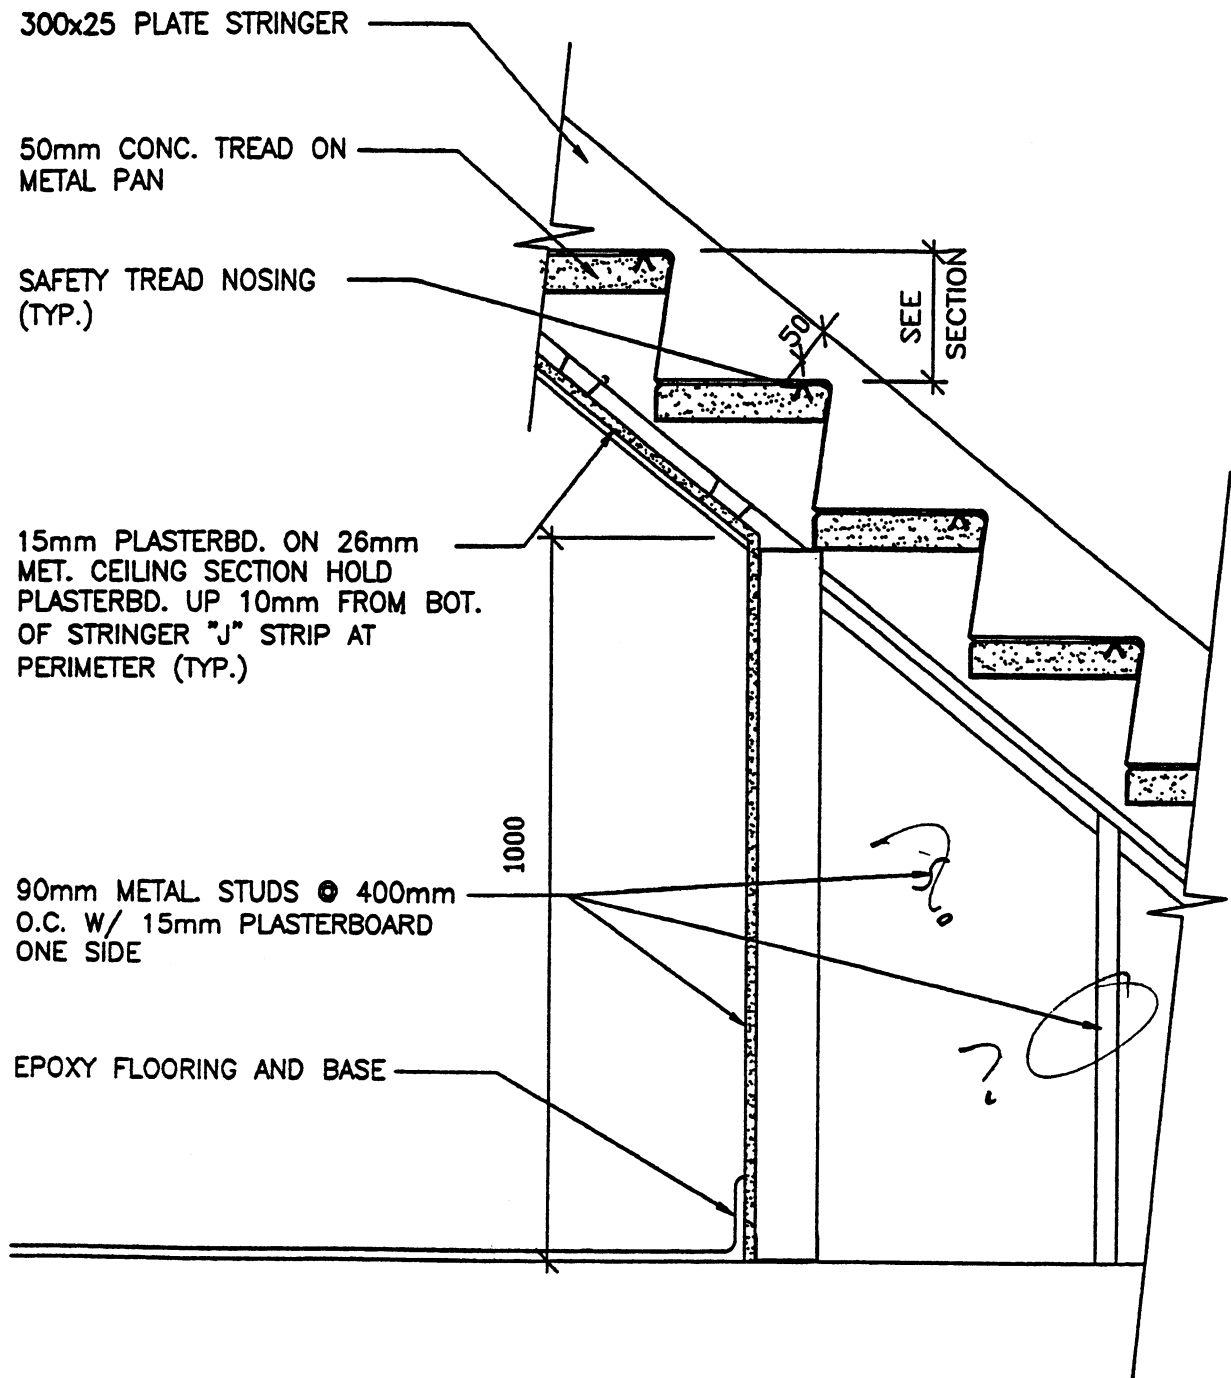 300x25 PLATE STRINGER
50mm CONC. TREAD ON
METAL PAN
SAFETY TREAD NOSING
(TYP.)
50
SEE
SECTION
15mm PLASTERBD. ON 26mm
MET. CEILING SECTION HOLD
PLASTERBD. UP 10mm FROM BOT.
OF STRINGER "J" STRIP AT
PERIMETER (TYP.)
1000
90mm METAL STUDS @ 400mm
O.C. W/ 15mm PLASTERBOARD
ONE SIDE
?
?
EPOXY FLOORING AND BASE